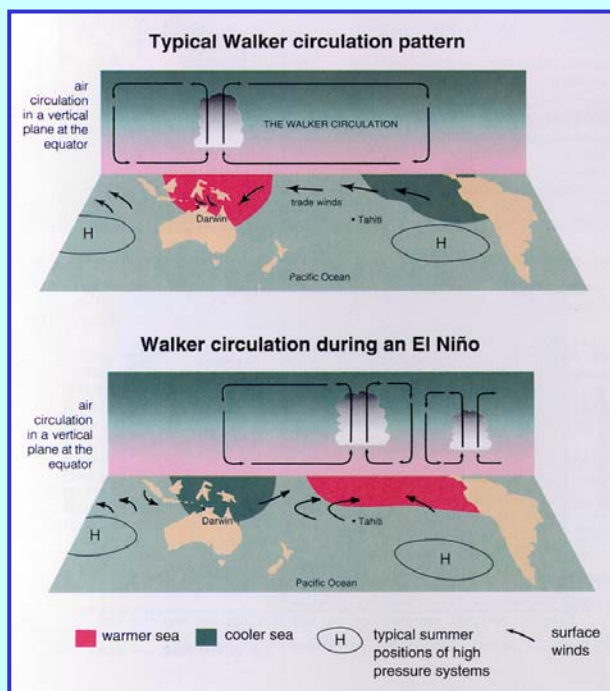 Typical Walker circulation pattern
air
circulation
in a vertical
plane at the
equator
THE WALKER CIRCULATION
trade winds
Darwin
Tahiti
H
H
Pacific Ocean
Walker circulation during an El Niño
air
circulation
in a vertical
plane at the
equator
Darwin
Tahiti
H
H
Pacific Ocean
warmer sea
cooler sea
H
typical summer
positions of high
pressure systems
surface
winds